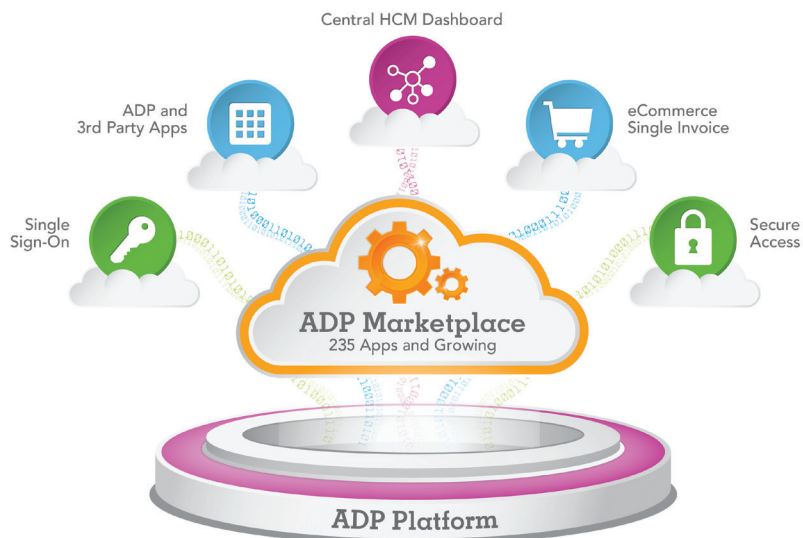 Central HCM Dashboard
ADP and
3rd Party Apps
eCommerce
Single Invoice
Single
Sign-On
Secure
Access
ADP Marketplace
235 Apps and Growing
ADP Platform